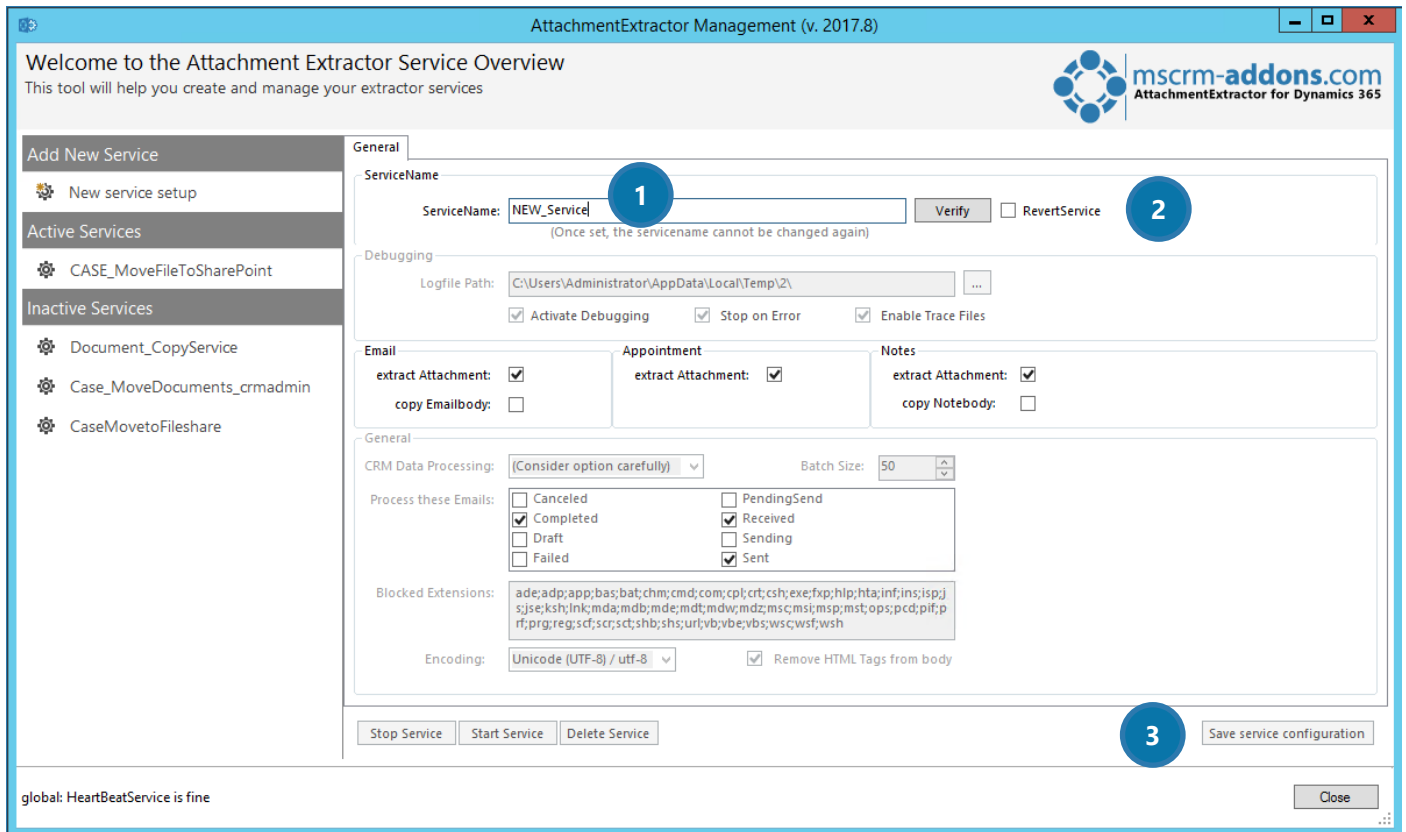 AttachmentExtractor Management (v. 2017.8)
Welcome to the Attachment Extractor Service Overview
This tool will help you create and manage your extractor services
mscrm-addons.com
AttachmentExtractor for Dynamics 365
Add New Service
New service setup
Active Services
CASE_MoveFileToSharePoint
Inactive Services
Document_CopyService
Case_MoveDocuments_crmadmin
CaseMovetoFileshare
General
ServiceName
1
ServiceName: NEW_Service Verify RevertService
2
(Once set, the servicename cannot be changed again)
Debugging
Logfile Path: C:\Users\Administrator\AppData\Local\Temp\2\ ...
Activate Debugging Stop on Error Enable Trace Files
Email Appointment Notes
extract Attachment: extract Attachment: extract Attachment:
copy Emailbody: copy Notebody:
General
CRM Data Processing: (Consider option carefully) Batch Size: 50
Process these Emails: Canceled PendingSend
Completed Received
Draft Sending
Failed Sent
Blocked Extensions: ade;adp;app;bas;bat;chm;cmd;com;cpl;crt;csh;exe;fxp;hlp;hta;inf;ins;isp;j
s;jse;ksh;lnk;mda;mdb;mde;mdt;mdw;mdz;msc;msi;msp;mst;ops;pcd;pif;p
rf;prg;reg;scf;scr;sct;shb;shs;url;vb;vbe;vbs;wsc;wsf;wsh
Encoding: Unicode (UTF-8) / utf-8 Remove HTML Tags from body
Stop Service Start Service Delete Service 3 Save service configuration
global: HeartBeatService is fine Close